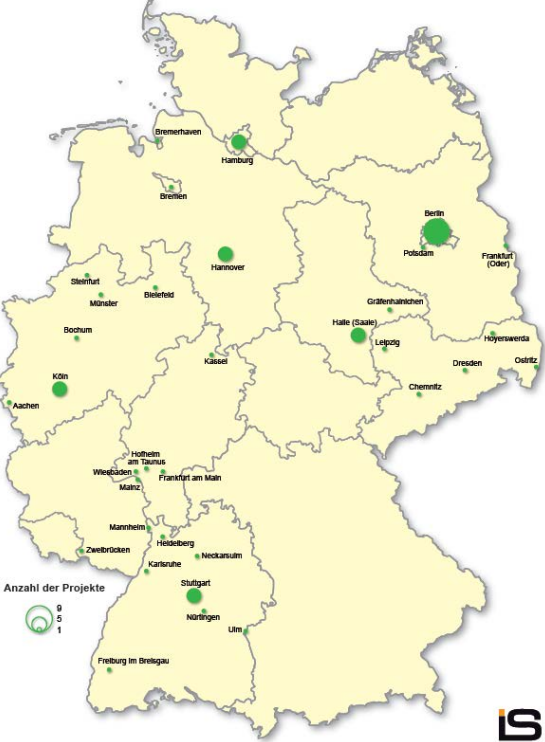 Bremerhaven
Hamburg
Bremen
Berlin
Potsdam
Frankfurt
(Oder)
Hannover
Steinfurt
Münster
Bielefeld
Gräfenhainichen
Halle (Saale)
Leipzig
Hoyerswerda
Bochum
Kassel
Dresden
Ostritz
Köln
Chemnitz
Aachen
Hofheim
am Taunus
Wiesbaden
Frankfurt am Main
Mainz
Mannheim
Heidelberg
Zweibrücken
Neckarsulm
Karlsruhe
Stuttgart
Nürtingen
Ulm
Freiburg im Breisgau
Anzahl der Projekte
9
5
1
iS